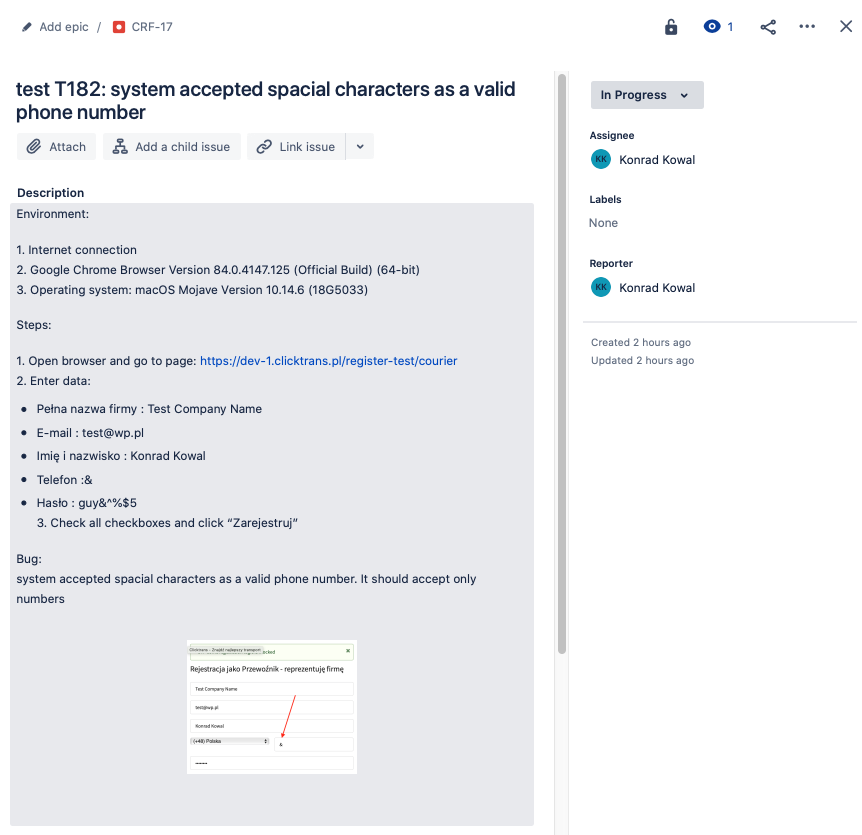 Add epic / CRF-17
1
test T182: system accepted spacial characters as a valid
phone number
Attach
Add a child issue
Link issue
Description
Environment:
1. Internet connection
2. Google Chrome Browser Version 84.0.4147.125 (Official Build) (64-bit)
3. Operating system: macOS Mojave Version 10.14.6 (18G5033)
Steps:
1. Open browser and go to page: https://dev-1.clicktrans.pl/register-test/courier
2. Enter data:
• Pełna nazwa firmy : Test Company Name
• E-mail : test@wp.pl
• Imię i nazwisko : Konrad Kowal
• Telefon :&
• Hasło : guy&^%$5
3. Check all checkboxes and click “Zarejestruj”
Bug:
system accepted spacial characters as a valid phone number. It should accept only
numbers
Clicktrans - Znajdź najlepszy transport
Rejestracja jako Przewoźnik - reprezentuję firmę
Test Company Name
test@wp.pl
Konrad Kowal
(+48) Polska
&
In Progress
Assignee
KK Konrad Kowal
Labels
None
Reporter
KK Konrad Kowal
Created 2 hours ago
Updated 2 hours ago